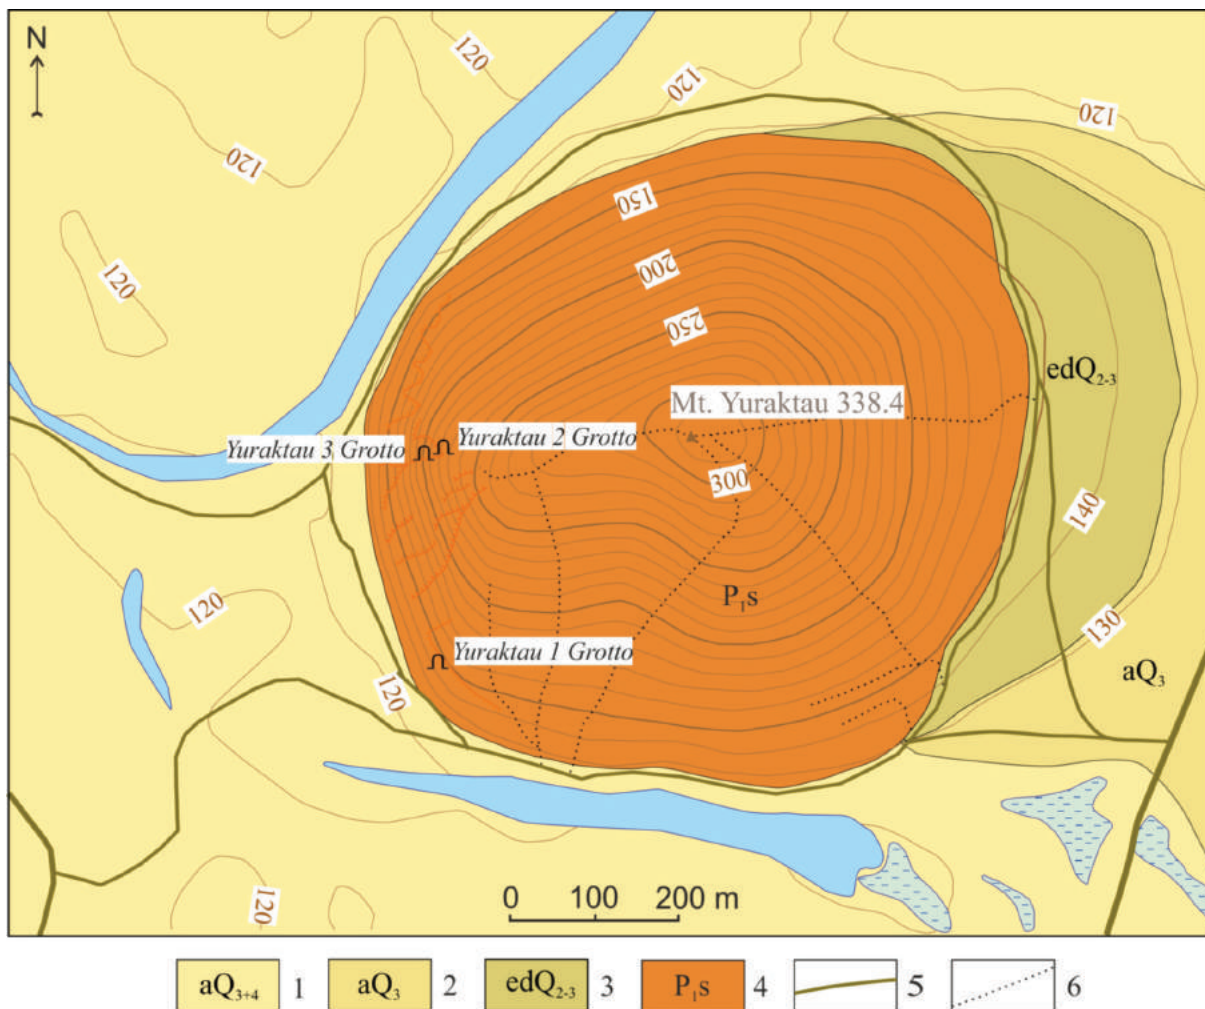 N
120
120
120
120
120
150
120
200
250
edQ₂₋₃
Mt. Yuraktau 338.4
Yuraktau 3 Grotto
Yuraktau 2 Grotto
300
140
120
P₁s
130
Yuraktau 1 Grotto
aQ₃
120
0 100 200 m
120
aQ₃₊₄ 1 aQ₃ 2 edQ₂₋₃ 3 P₁s 4 5 6